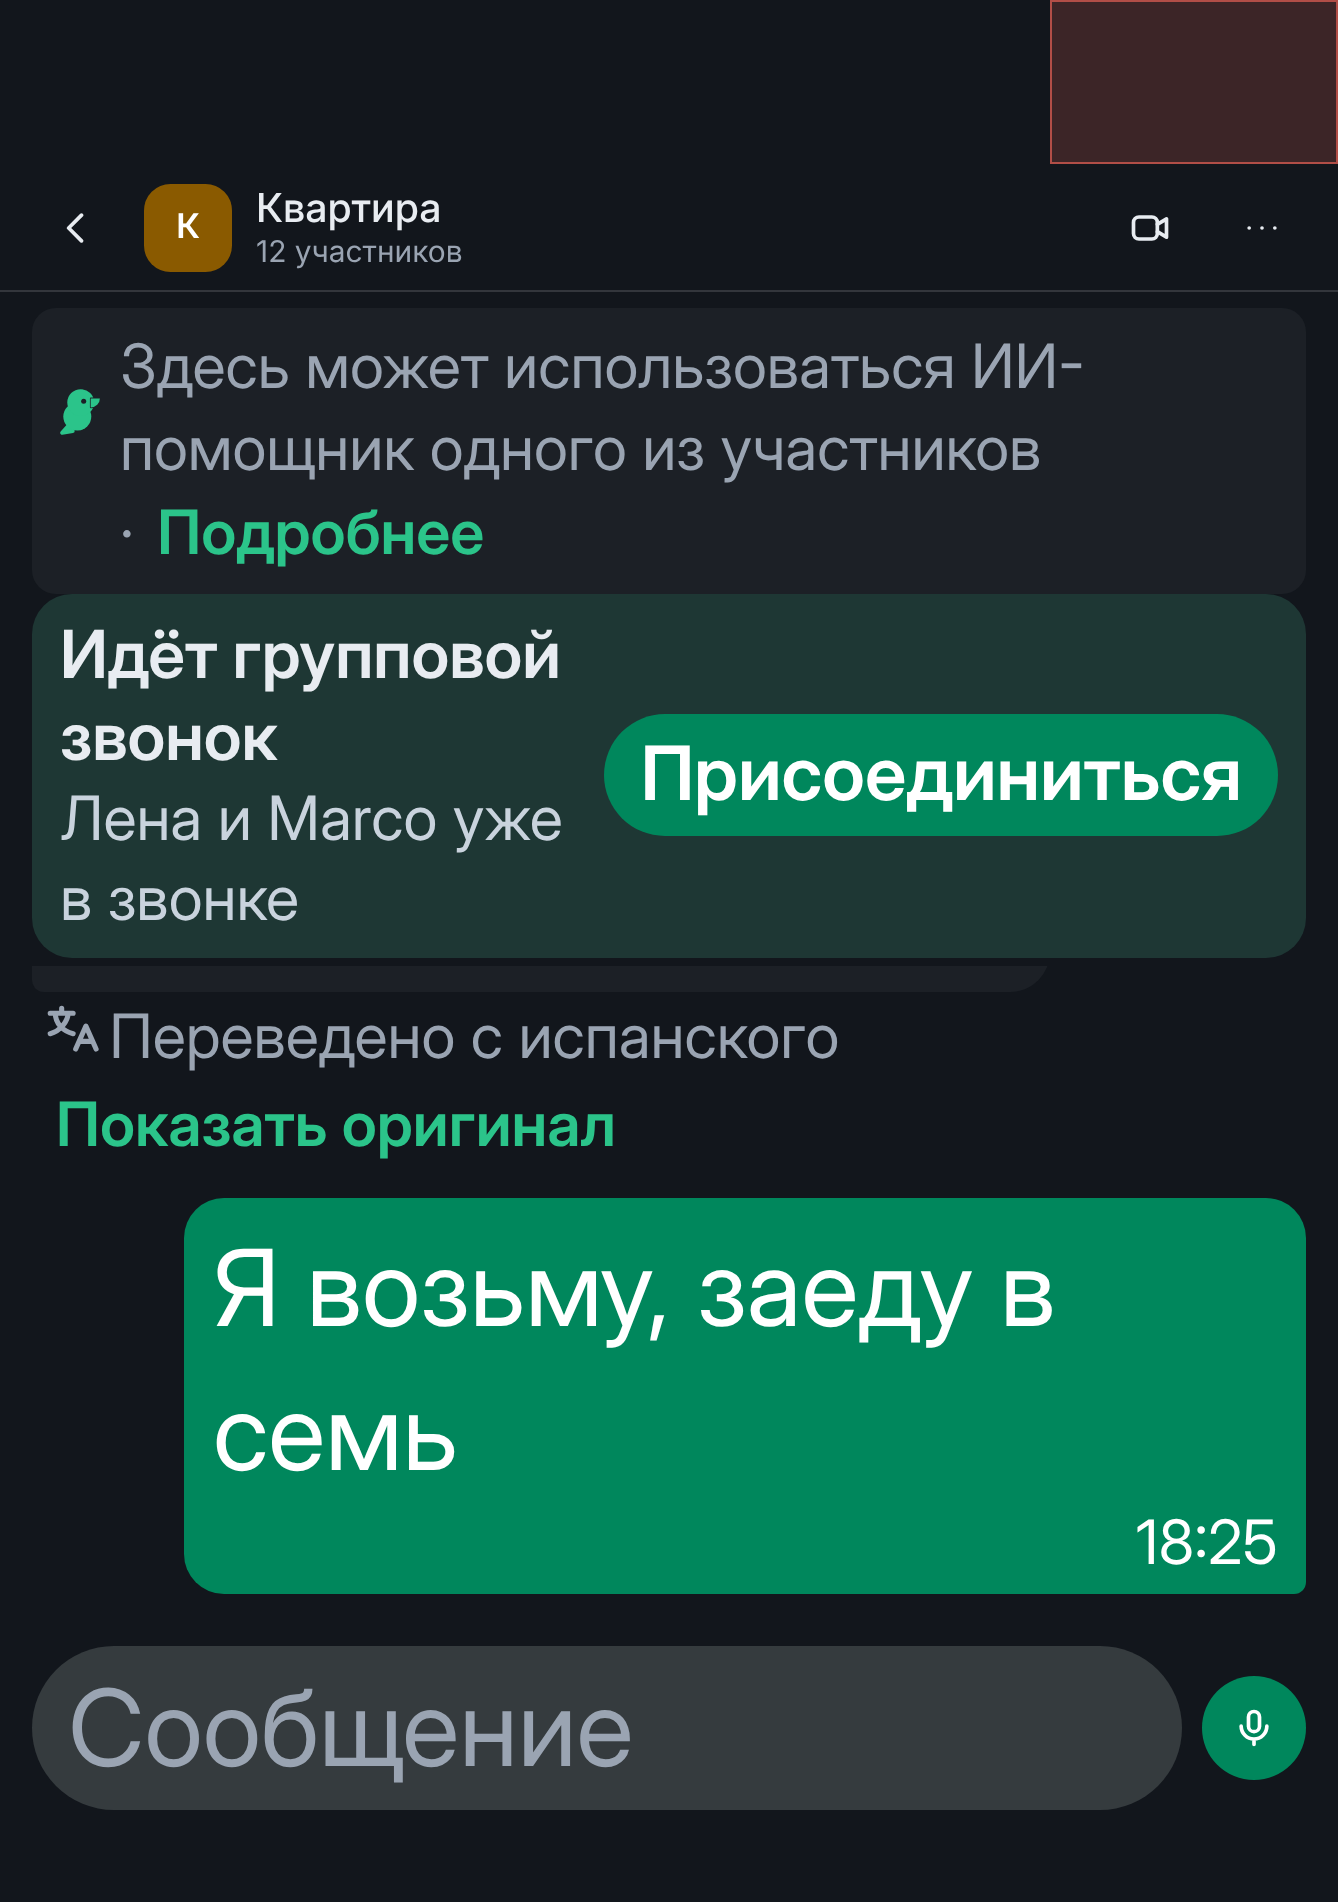 К
Квартира
12 участников
Здесь может использоваться ИИ-
помощник одного из участников
· Подробнее
Идёт групповой
звонок
Лена и Marco уже
в звонке
Присоединиться
Переведено с испанского
Показать оригинал
Я возьму, заеду в
семь
18:25
Сообщение